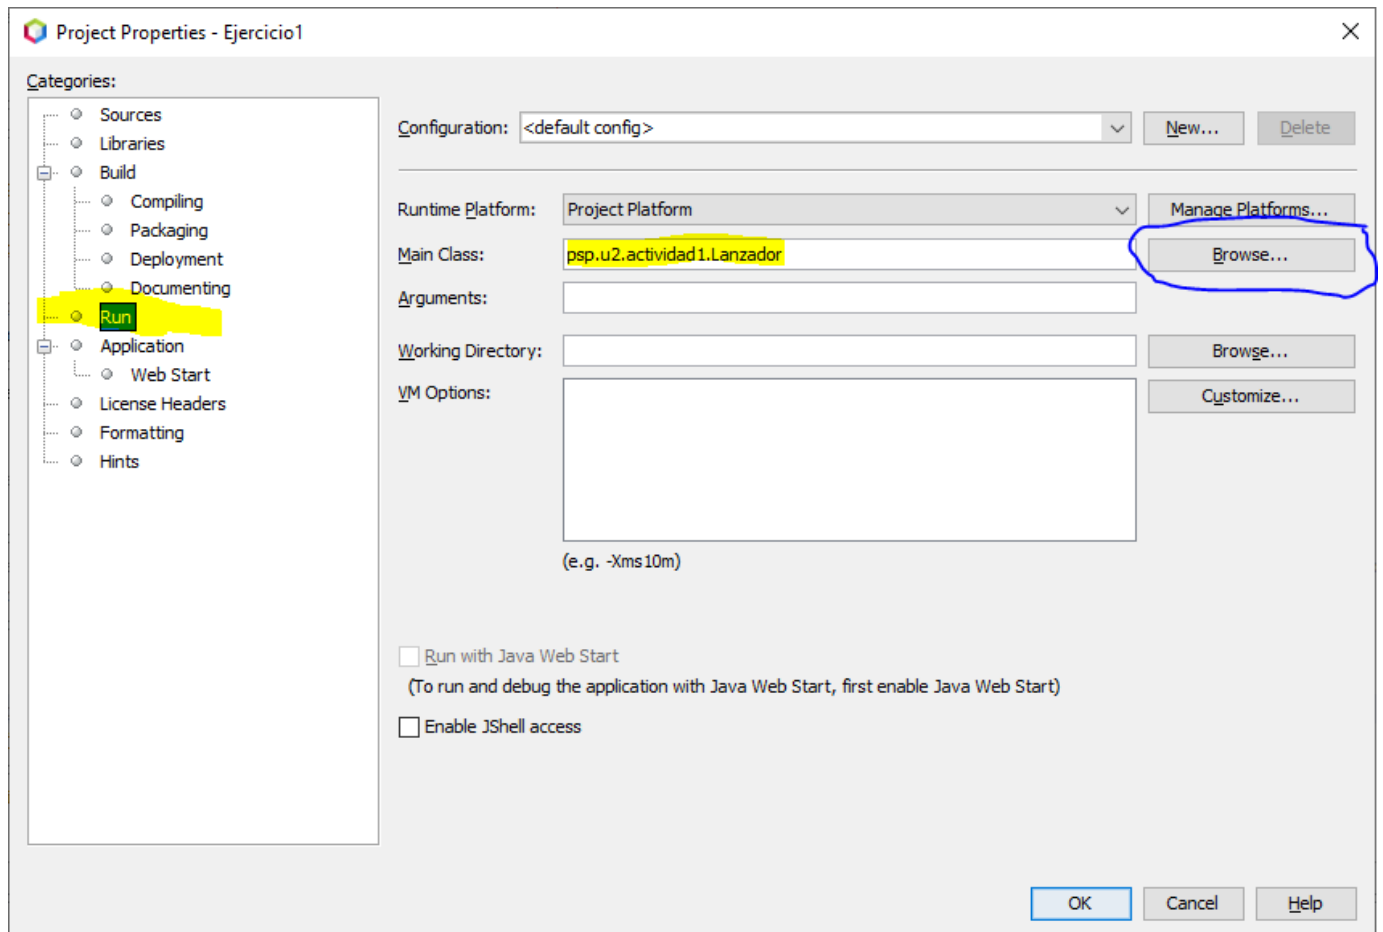 Project Properties - Ejercicio1
Categories:
Sources
Libraries
Build
Compiling
Packaging
Deployment
Documenting
Run
Application
Web Start
License Headers
Formatting
Hints
Configuration: <default config> New... Delete
Runtime Platform: Project Platform Manage Platforms...
Main Class: psp.u2.actividad1.Lanzador Browse...
Arguments:
Working Directory: Browse...
VM Options: Customize...
(e.g. -Xms10m)
Run with Java Web Start
(To run and debug the application with Java Web Start, first enable Java Web Start)
Enable JShell access
OK Cancel Help